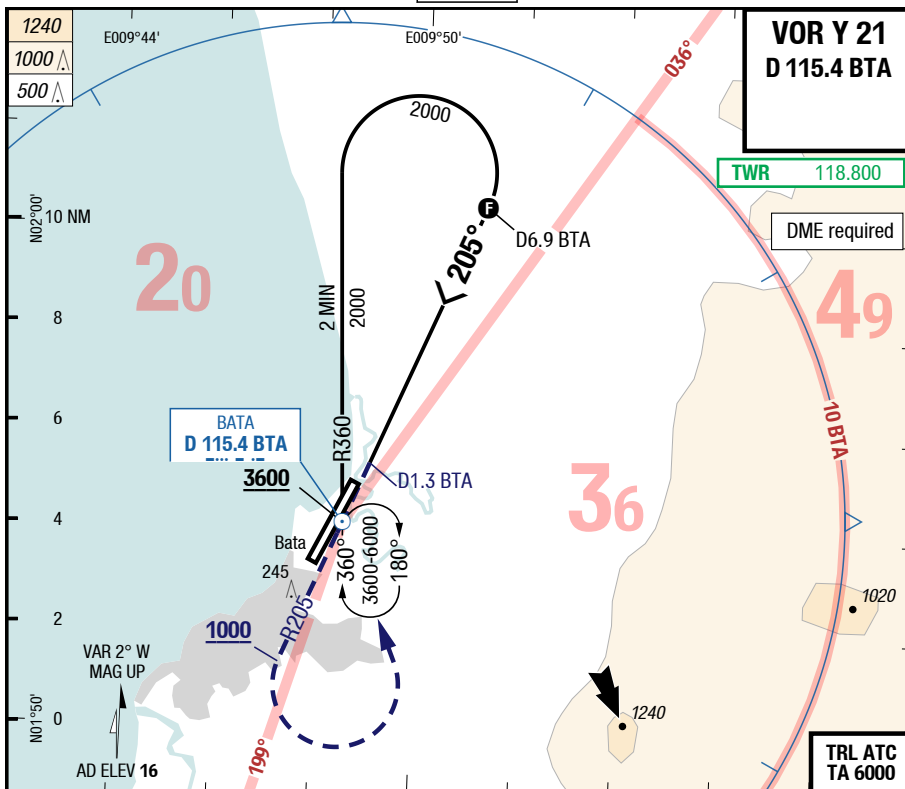 1240
1000
500
E009°44'
E009°50'
036°
VOR Y 21
D 115.4 BTA
TWR 118.800
DME required
2000
F
D6.9 BTA
205°
N02°00'
10 NM
20
49
2 MIN
2000
8
6
R360
10 BTA
BATA
D 115.4 BTA
3600
D1.3 BTA
36
4
Bata
360°
3600-6000
180°
245
1020
2
1000
R205
VAR 2° W
MAG UP
1240
N01°50'
0
199°
AD ELEV 16
TRL ATC
TA 6000